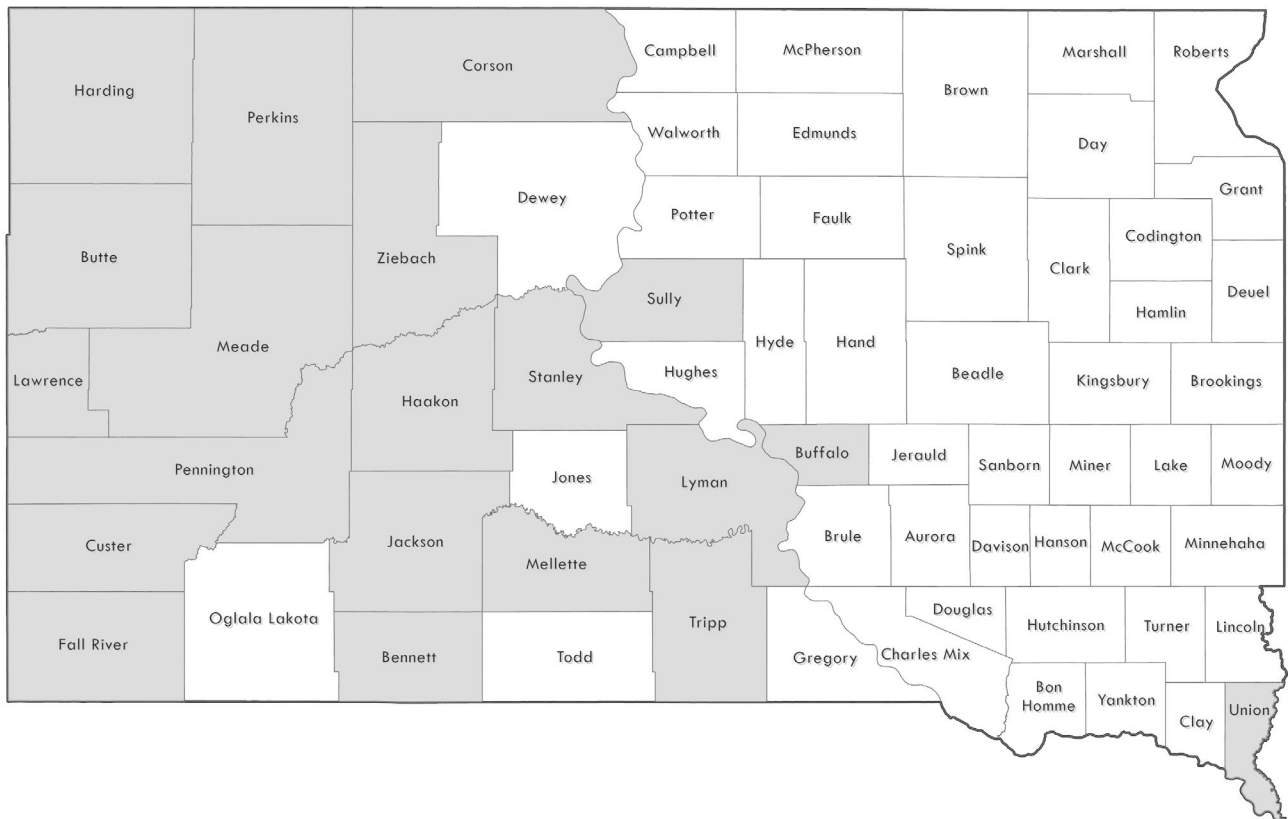 Harding
Perkins
Corson
Campbell
McPherson
Brown
Marshall
Roberts
Walworth
Edmunds
Day
Dewey
Grant
Potter
Faulk
Spink
Codington
Clark
Butte
Ziebach
Sully
Deuel
Hamlin
Meade
Hyde
Hand
Lawrence
Stanley
Hughes
Beadle
Kingsbury
Brookings
Haakon
Pennington
Buffalo
Jerauld
Sanborn
Miner
Lake
Moody
Jones
Lyman
Custer
Jackson
Mellette
Brule
Aurora
Davison
Hanson
McCook
Minnehaha
Oglala Lakota
Douglas
Tripp
Hutchinson
Turner
Lincoln
Fall River
Bennett
Todd
Gregory
Charles Mix
Bon
Homme
Yankton
Clay
Union